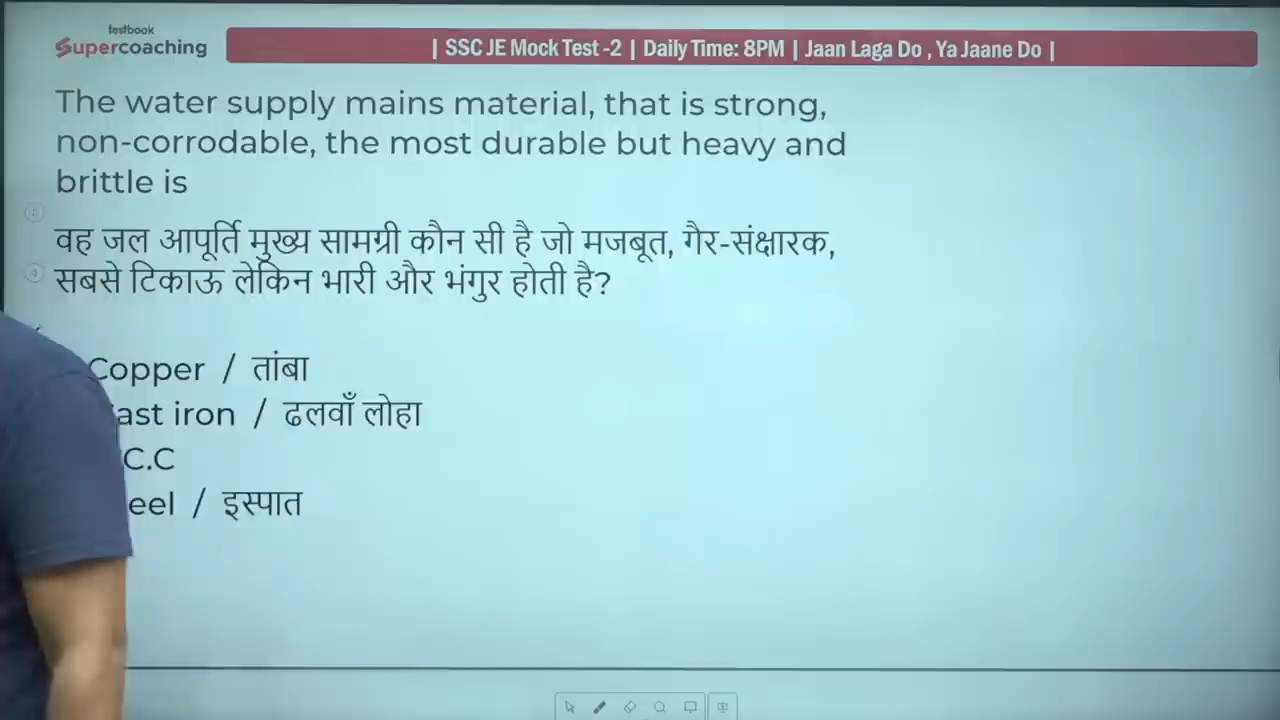 testbook
Supercoaching
| SSC JE Mock Test -2 | Daily Time: 8PM | Jaan Laga Do , Ya Jaane Do |
The water supply mains material, that is strong,
non-corrodable, the most durable but heavy and
brittle is
वह जल आपूर्ति मुख्य सामग्री कौन सी है जो मजबूत, गैर-संक्षारक,
सबसे टिकाऊ लेकिन भारी और भंगुर होती है?
Copper / तांबा
ast iron / ढलवाँ लोहा
C.C
eel / इस्पात